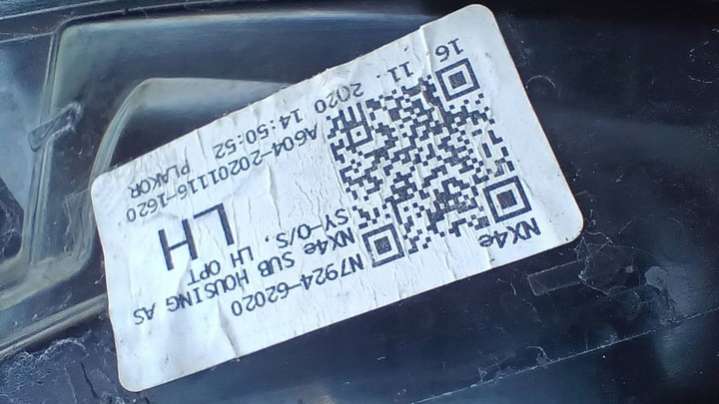 NX4e
N7924-62020
NX4e SUB HOUSING AS
SY-O/S, LH OPT
LH
PLAKOR
A604-20201116-1620
16. 11. 2020 14:50:52